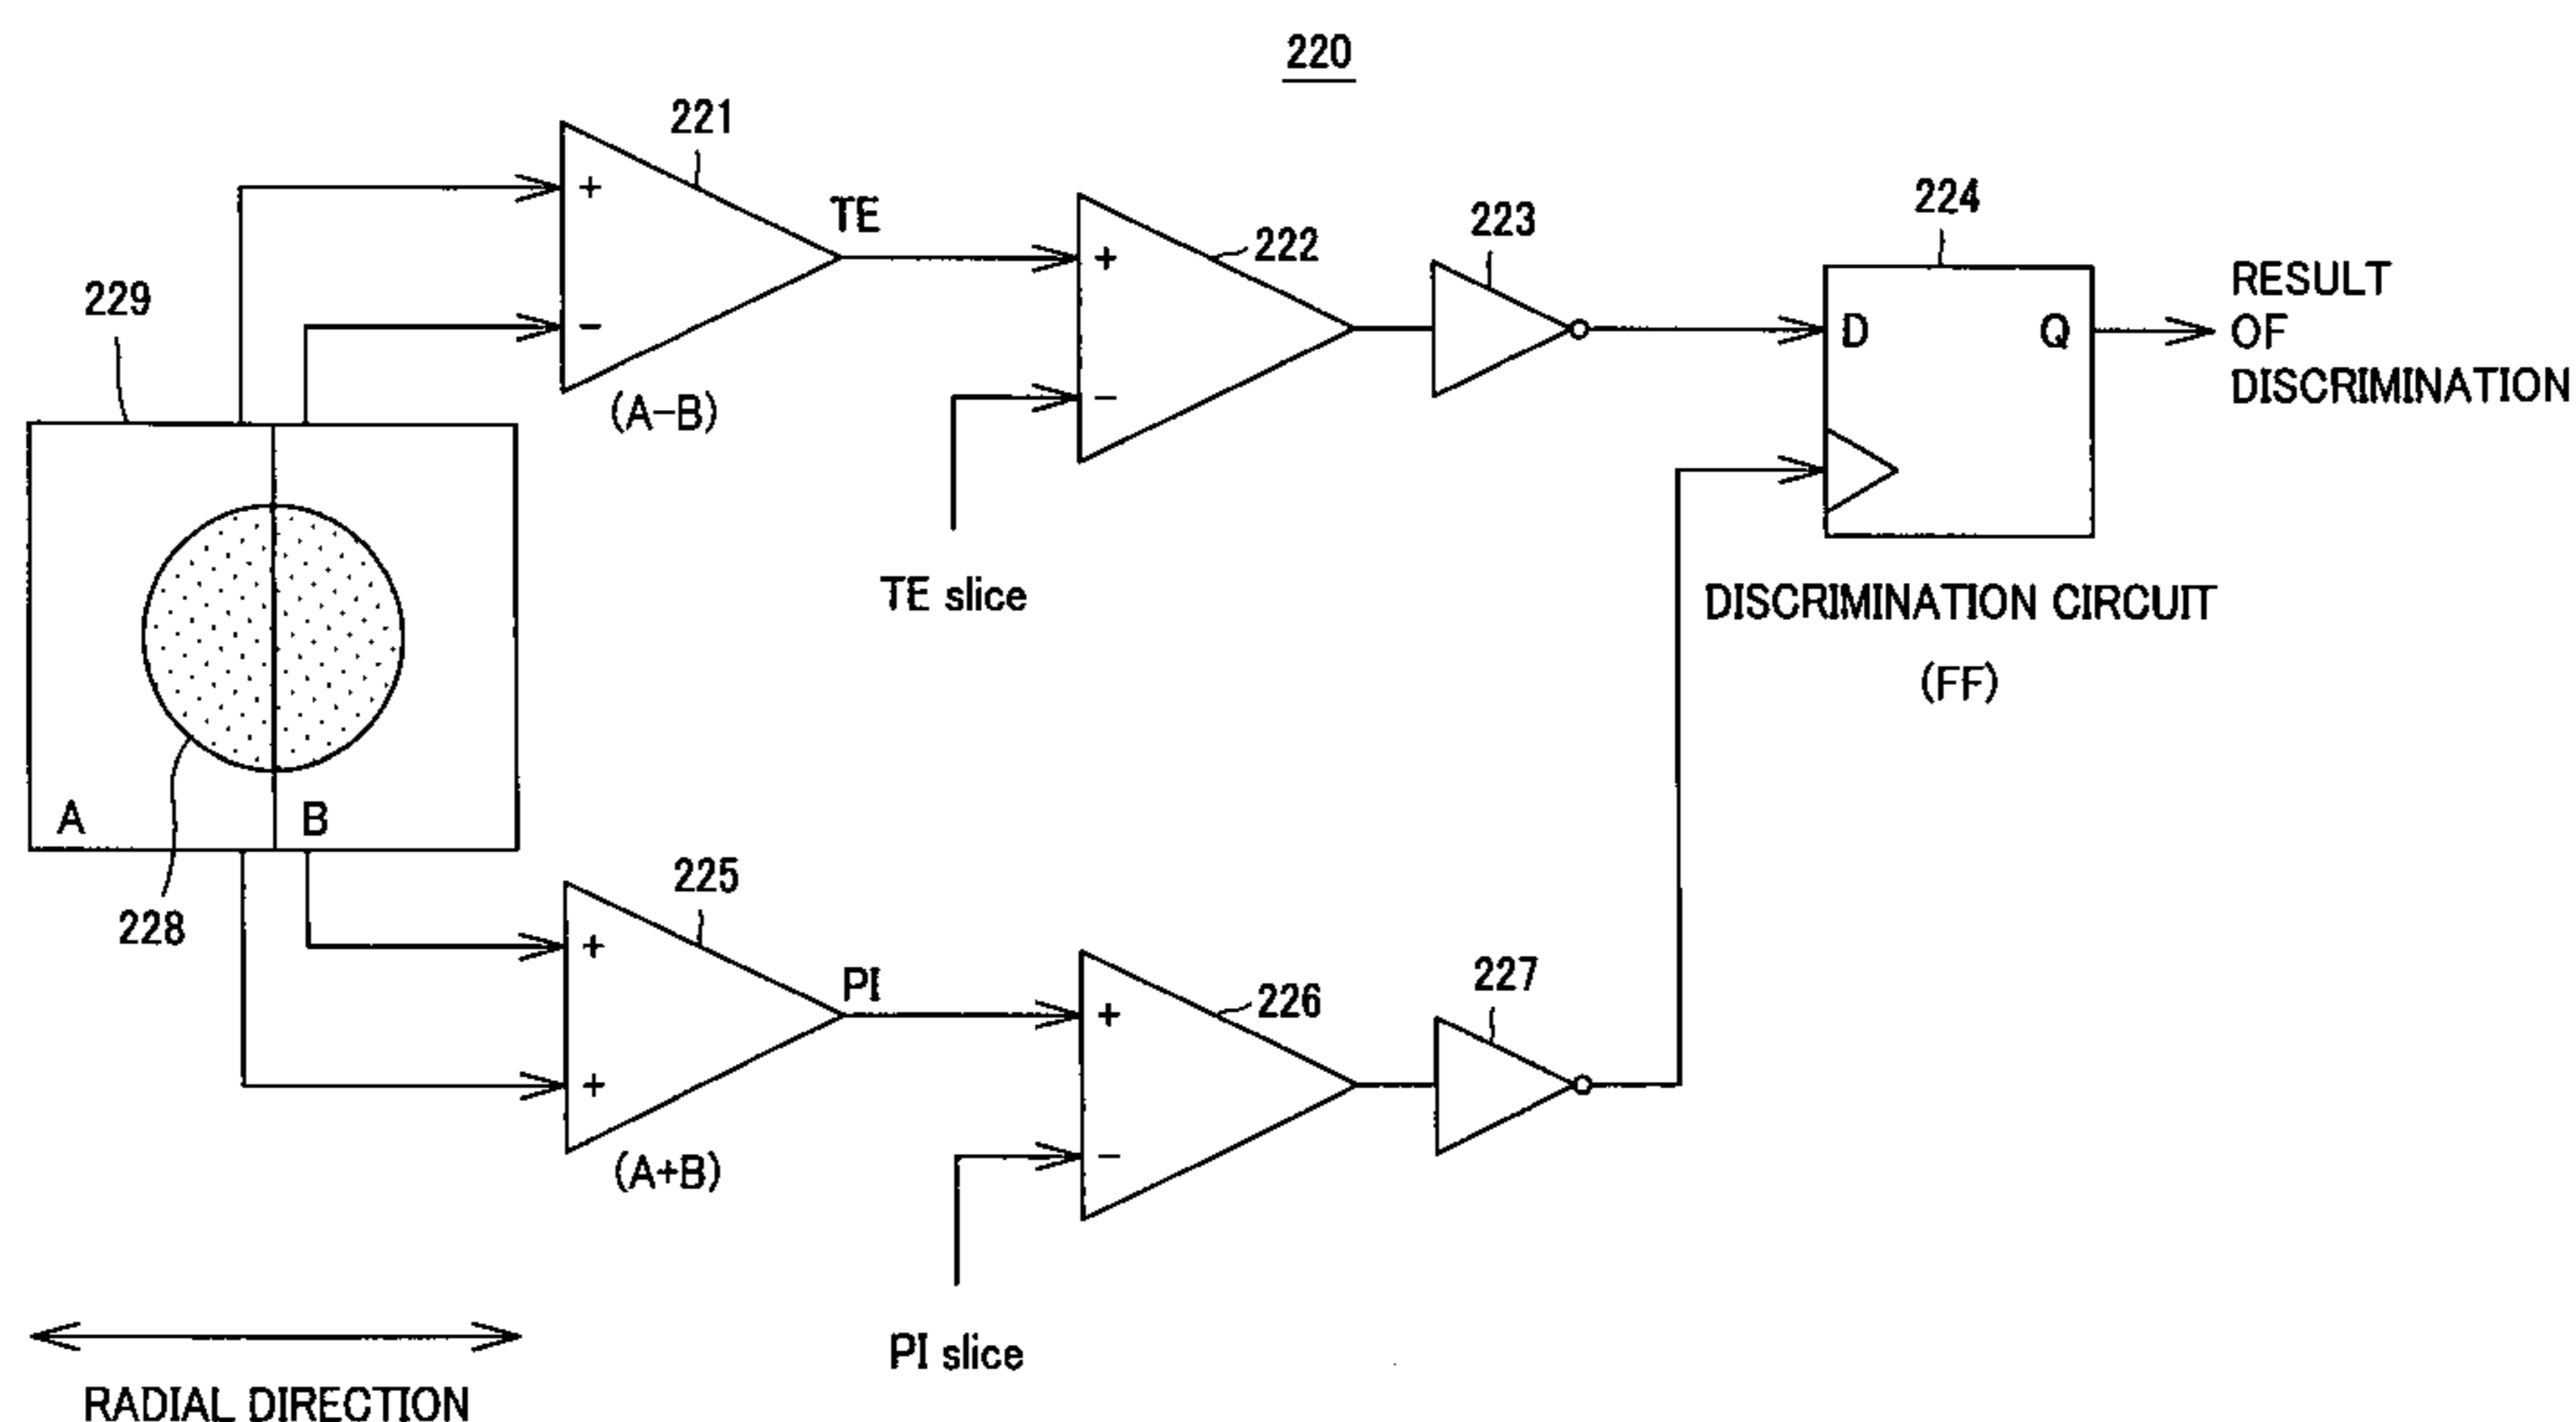 220
221
+
TE
222
223
224
+
D
Q
RESULT
OF
DISCRIMINATION
229
−
(A−B)
−
TE slice
DISCRIMINATION CIRCUIT
(FF)
A
B
228
225
+
PI
226
227
+
+
(A+B)
−
PI slice
RADIAL DIRECTION